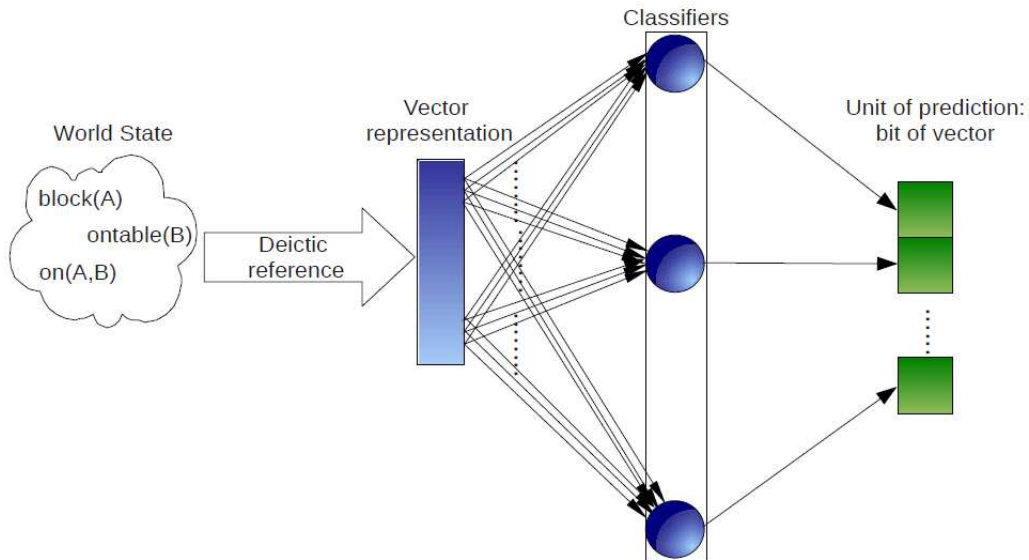 Classifiers
Vector
representation
Unit of prediction:
bit of vector
World State
block(A)
ontable(B)
on(A,B)
Deictic
reference